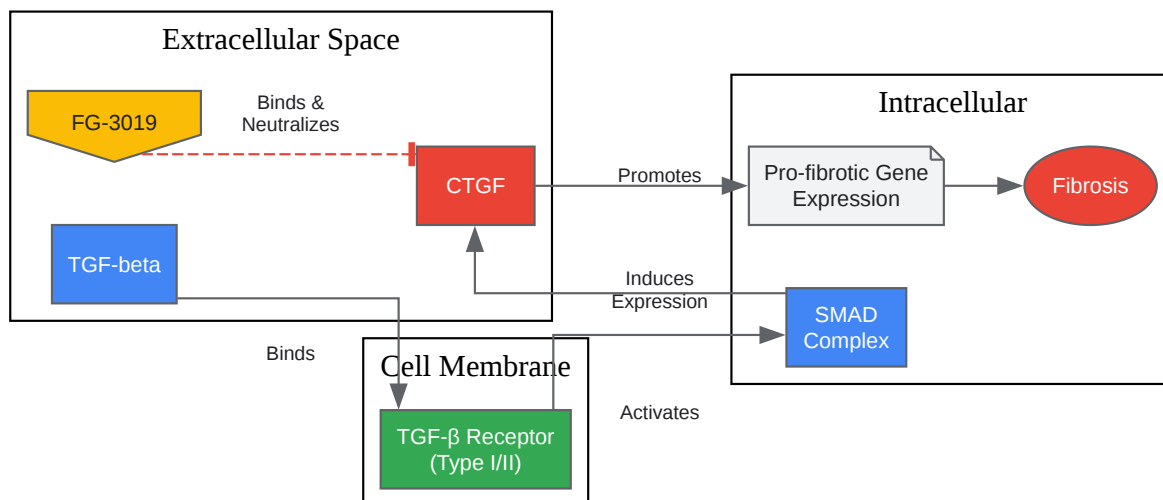 Extracellular Space
FG-3019
Binds &
Neutralizes
CTGF
TGF-beta
Promotes
Intracellular
Pro-fibrotic Gene
Expression
Fibrosis
Induces
Expression
SMAD
Complex
Binds
Cell Membrane
TGF-β Receptor
(Type I/II)
Activates